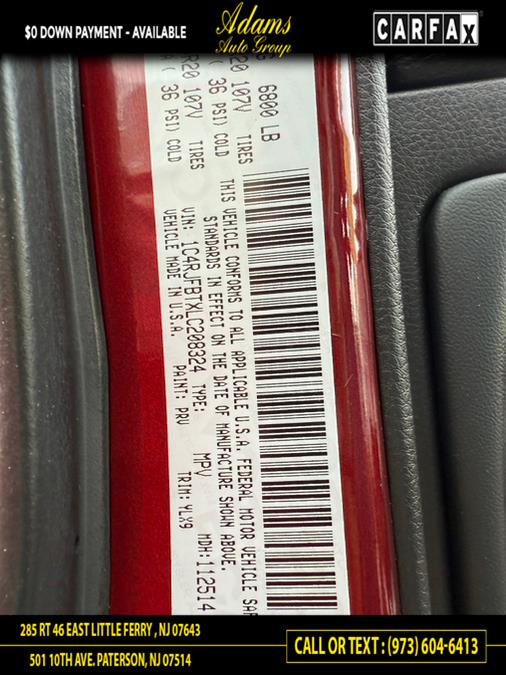 $0 DOWN PAYMENT - AVAILABLE
Adams
Auto Group
CARFAX
6800 LB
R20 107V TIRES
( 36 PSI) COLD
20 107V TIRES
( 36 PSI) COLD
THIS VEHICLE CONFORMS TO ALL APPLICABLE U.S.A. FEDERAL MOTOR VEHICLE SAF
STANDARDS IN EFFECT ON THE DATE OF MANUFACTURE SHOWN ABOVE.
VIN: 1C4RJFBTXLC208324 TYPE: MPV MDH:112514
VEHICLE MADE IN U.S.A. PAINT: PRV TRIM: YLX9
285 RT 46 EAST LITTLE FERRY , NJ 07643
501 10TH AVE. PATERSON, NJ 07514
CALL OR TEXT : (973) 604-6413